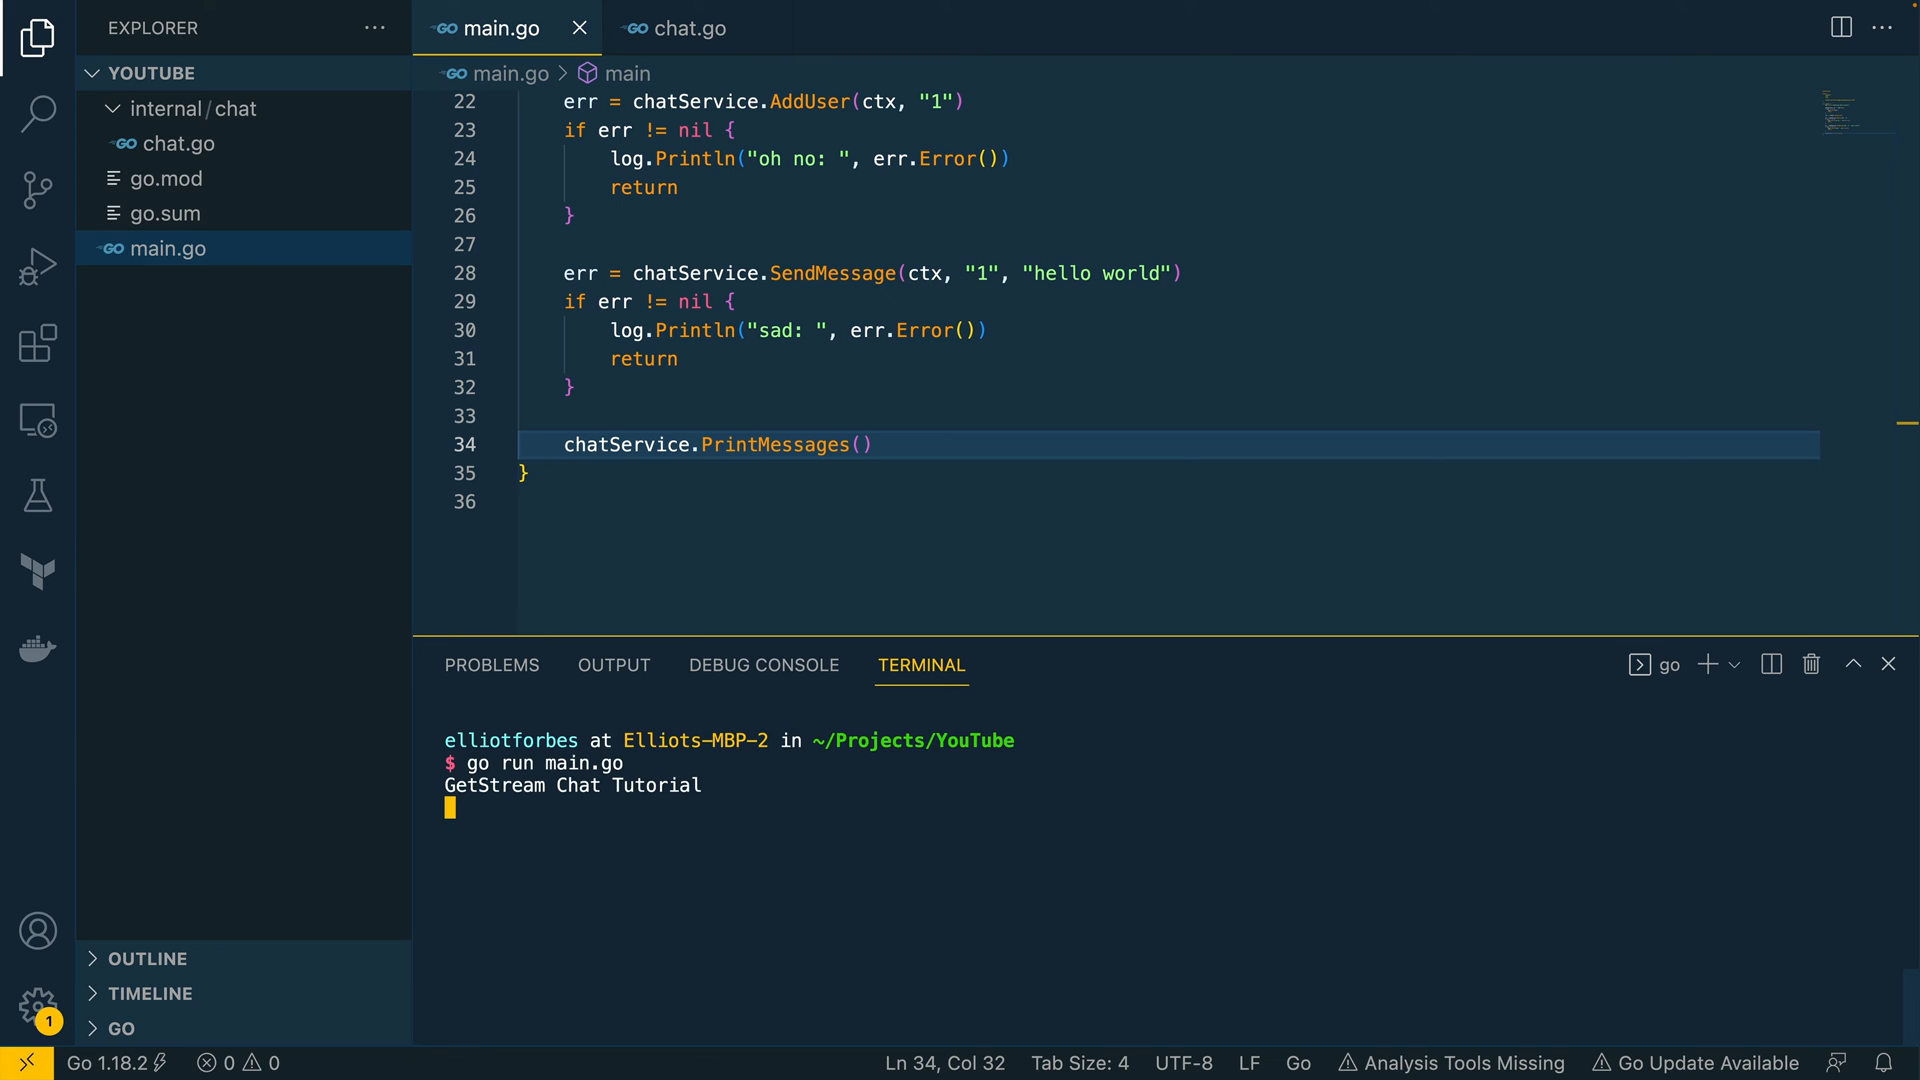 EXPLORER
YOUTUBE
internal/chat
GO chat.go
go.mod
go.sum
GO main.go
OUTLINE
TIMELINE
GO
1
GO main.go
GO chat.go
GO main.go > main
22 err = chatService.AddUser(ctx, "1")
23 if err != nil {
24 log.Println("oh no: ", err.Error())
25 return
26 }
27
28 err = chatService.SendMessage(ctx, "1", "hello world")
29 if err != nil {
30 log.Println("sad: ", err.Error())
31 return
32 }
33
34 chatService.PrintMessages()
35 }
36
PROBLEMS OUTPUT DEBUG CONSOLE TERMINAL
go
elliotforbes at Elliots-MBP-2 in ~/Projects/YouTube
$ go run main.go
GetStream Chat Tutorial
Go 1.18.2 0 0 Ln 34, Col 32 Tab Size: 4 UTF-8 LF Go Analysis Tools Missing Go Update Available